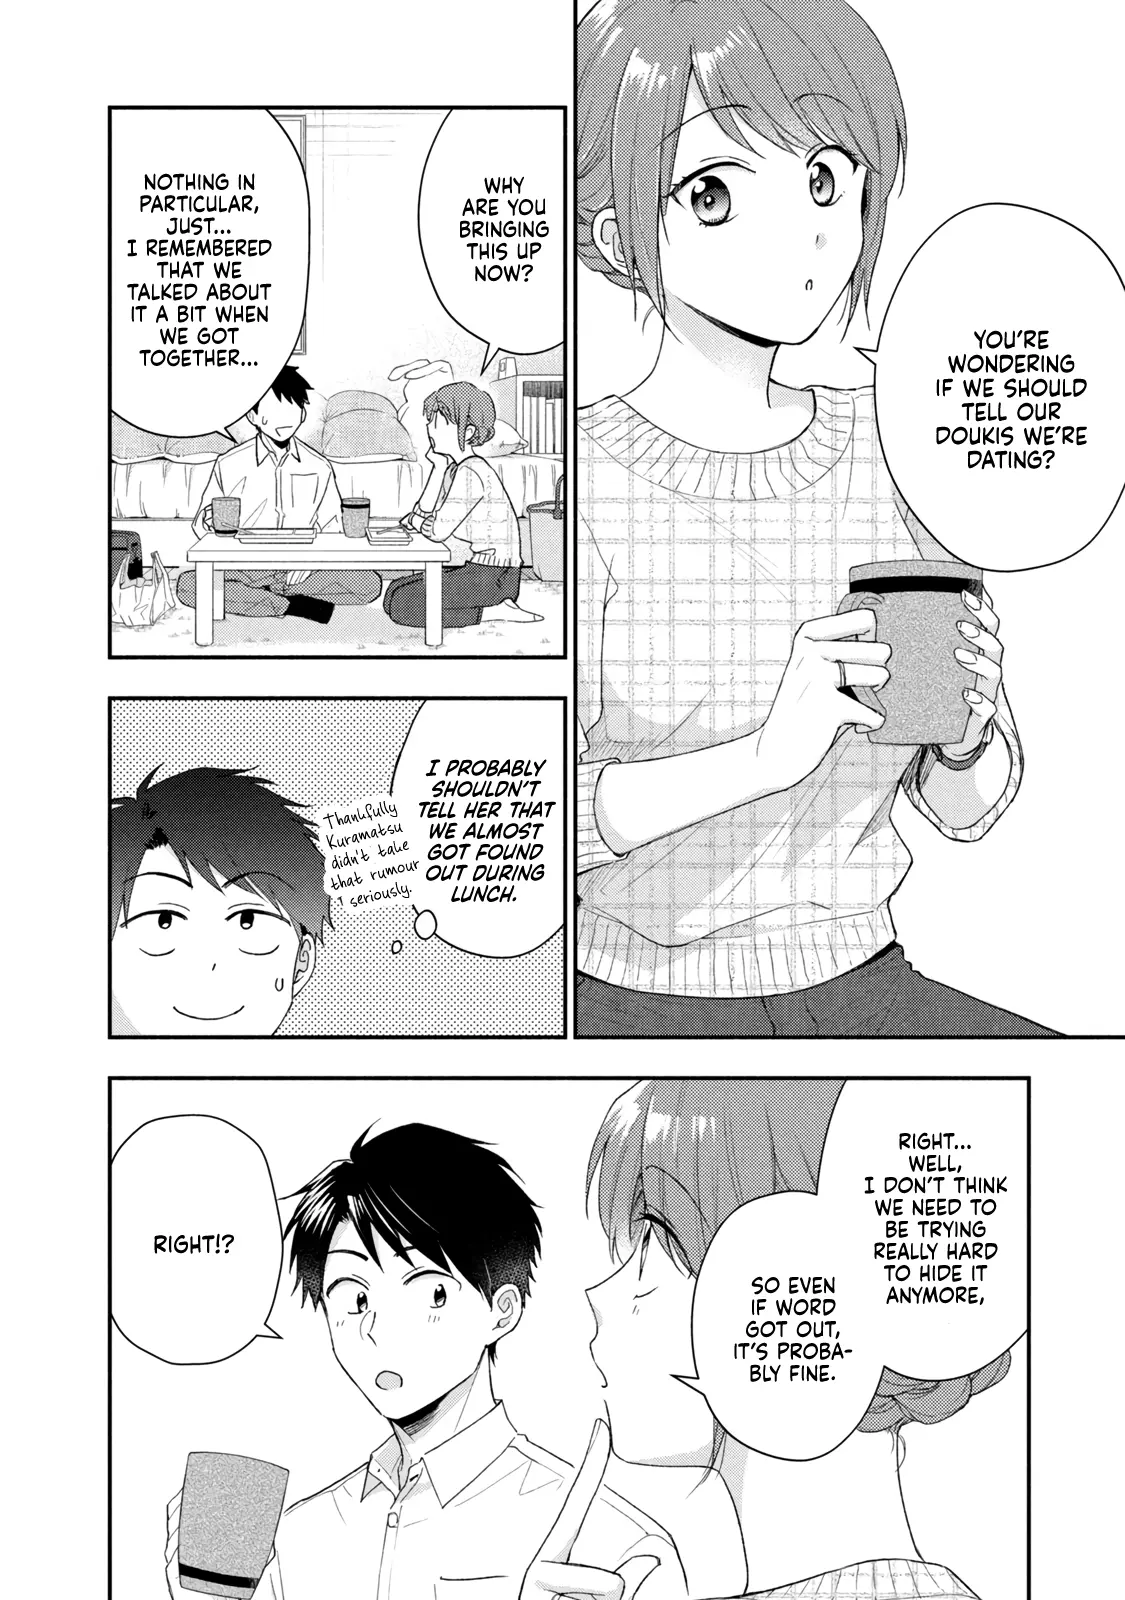 YOU'RE
WONDERING
IF WE SHOULD
TELL OUR
DOUKIS WE'RE
DATING?
WHY
ARE YOU
BRINGING
THIS UP
NOW?
NOTHING IN
PARTICULAR,
JUST...
I REMEMBERED
THAT WE
TALKED ABOUT
IT A BIT WHEN
WE GOT
TOGETHER...
I PROBABLY
SHOULDN'T
TELL HER THAT
WE ALMOST
GOT FOUND
OUT DURING
LUNCH.
Thankfully
Kuramatsu
didn't take
that rumour
seriously.
RIGHT...
WELL,
I DON'T THINK
WE NEED TO
BE TRYING
REALLY HARD
TO HIDE IT
ANYMORE,
SO EVEN
IF WORD
GOT OUT,
IT'S PROBA-
BLY FINE.
RIGHT!?